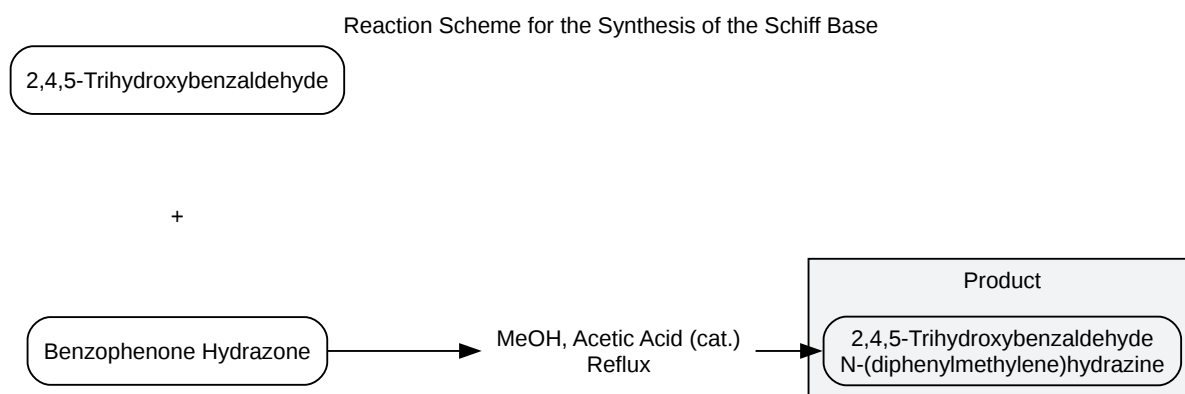 Reaction Scheme for the Synthesis of the Schiff Base
2,4,5-Trihydroxybenzaldehyde
+
Benzophenone Hydrazone
MeOH, Acetic Acid (cat.)
Reflux
Product
2,4,5-Trihydroxybenzaldehyde
N-(diphenylmethylene)hydrazine